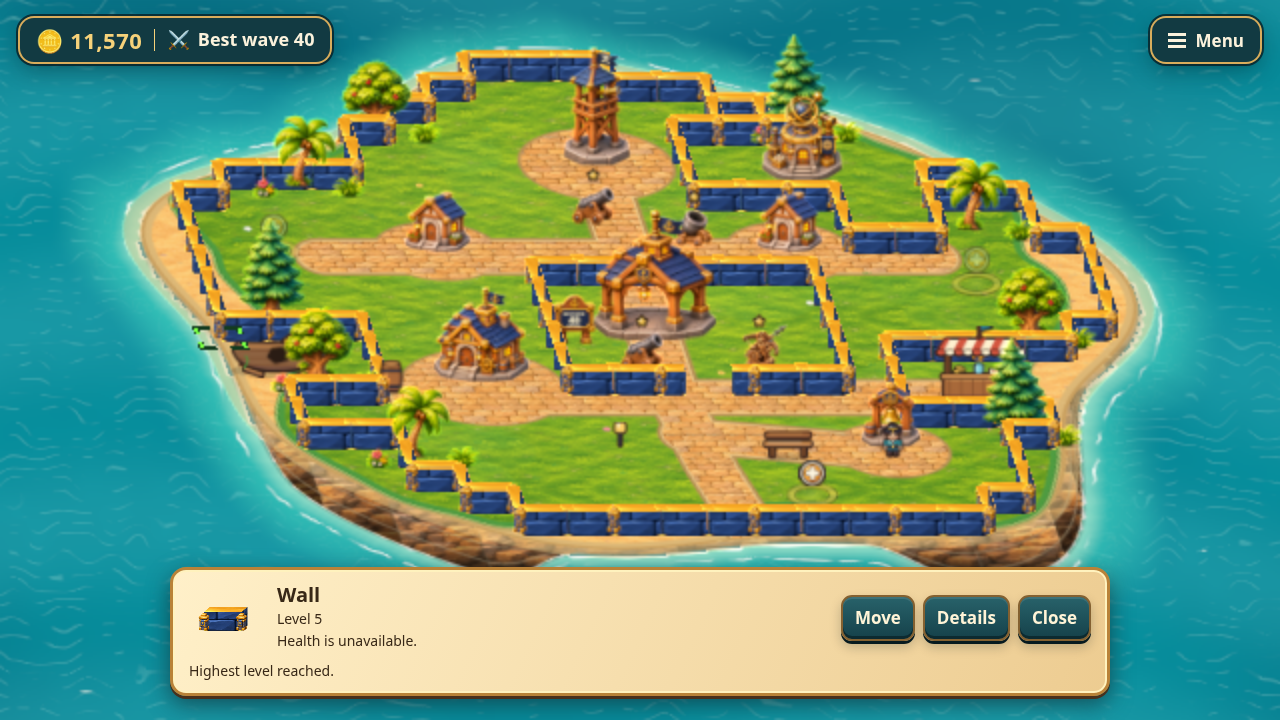 11,570
Best wave 40
Menu
Wall
Level 5
Health is unavailable.
Move
Details
Close
Highest level reached.